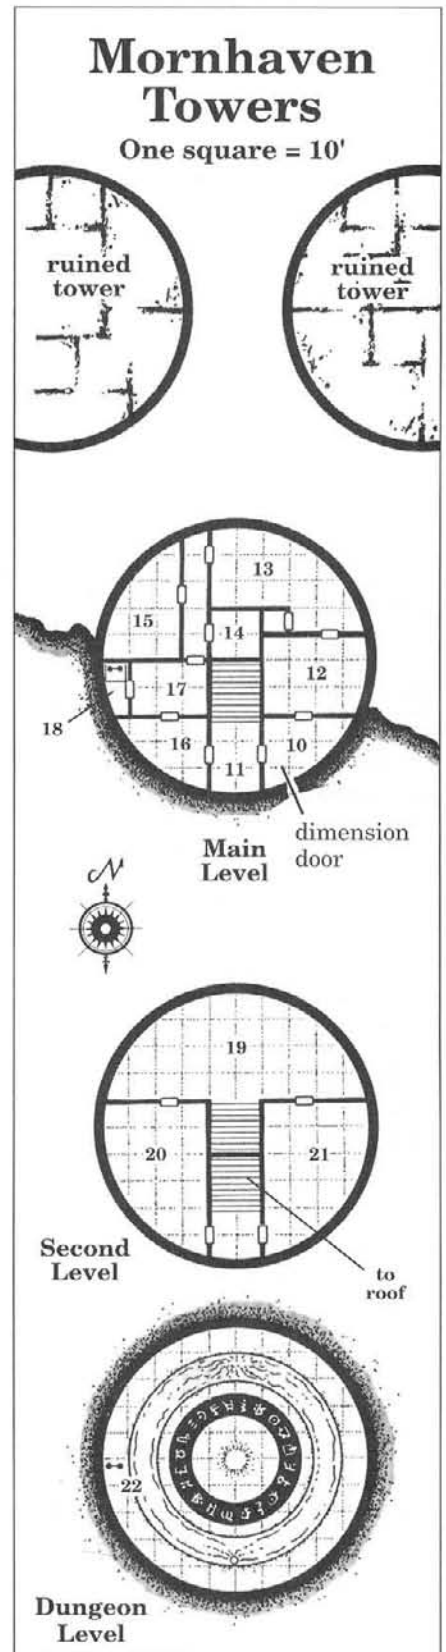 Mornhaven
Towers
One square = 10'
ruined
tower
ruined
tower
13
15
14
12
17
18
16
10
11
dimension
door
Main
Level
N
19
20
21
Second
Level
to
roof
22
Dungeon
Level